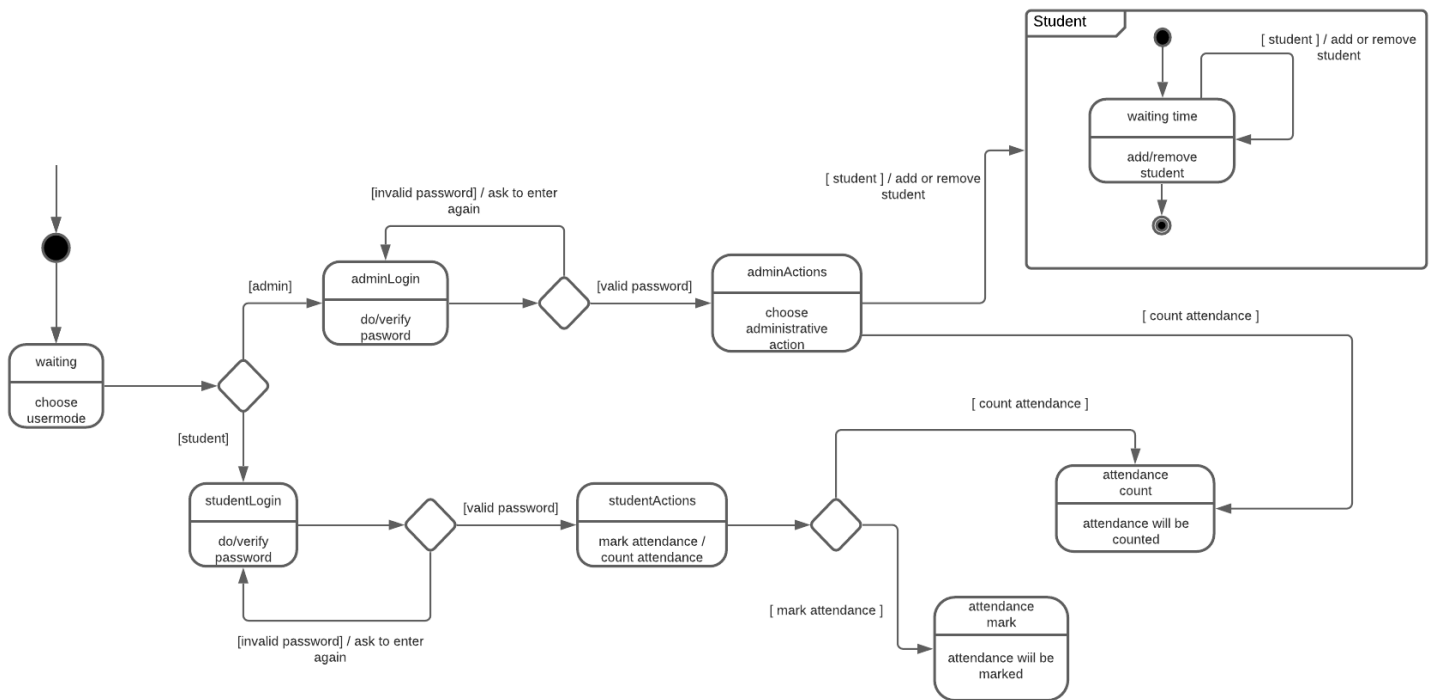 Student
[ student ] / add or remove
student
waiting time
add/remove
student
[ student ] / add or remove
student
[invalid password] / ask to enter
again
adminLogin
do/verify
pasword
[admin]
[valid password]
adminActions
choose
administrative
action
[ count attendance ]
waiting
choose
usermode
[student]
[ count attendance ]
studentLogin
do/verify
password
[valid password]
studentActions
mark attendance /
count attendance
attendance
count
attendance will be
counted
[invalid password] / ask to enter
again
[ mark attendance ]
attendance
mark
attendance wiil be
marked